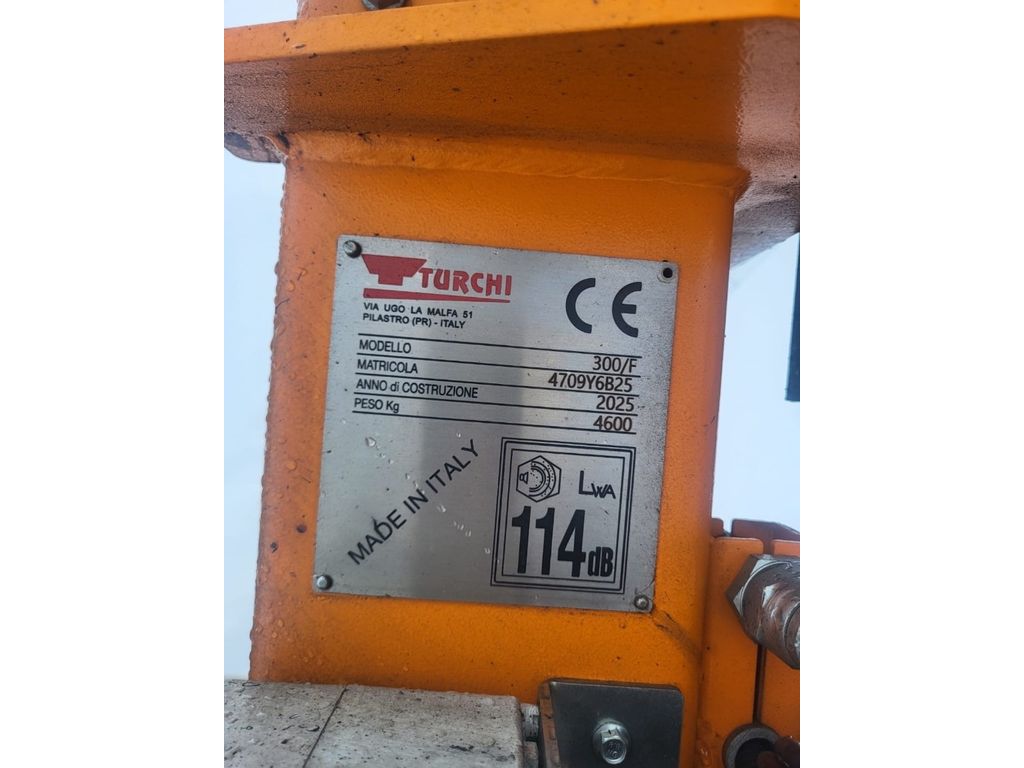 TURCHI
VIA UGO LA MALFA 51
PILASTRO (PR) - ITALY
CE
MODELLO 300/F
MATRICOLA 4709Y6B25
ANNO di COSTRUZIONE 2025
PESO Kg 4600
MADE IN ITALY
LWA
114dB